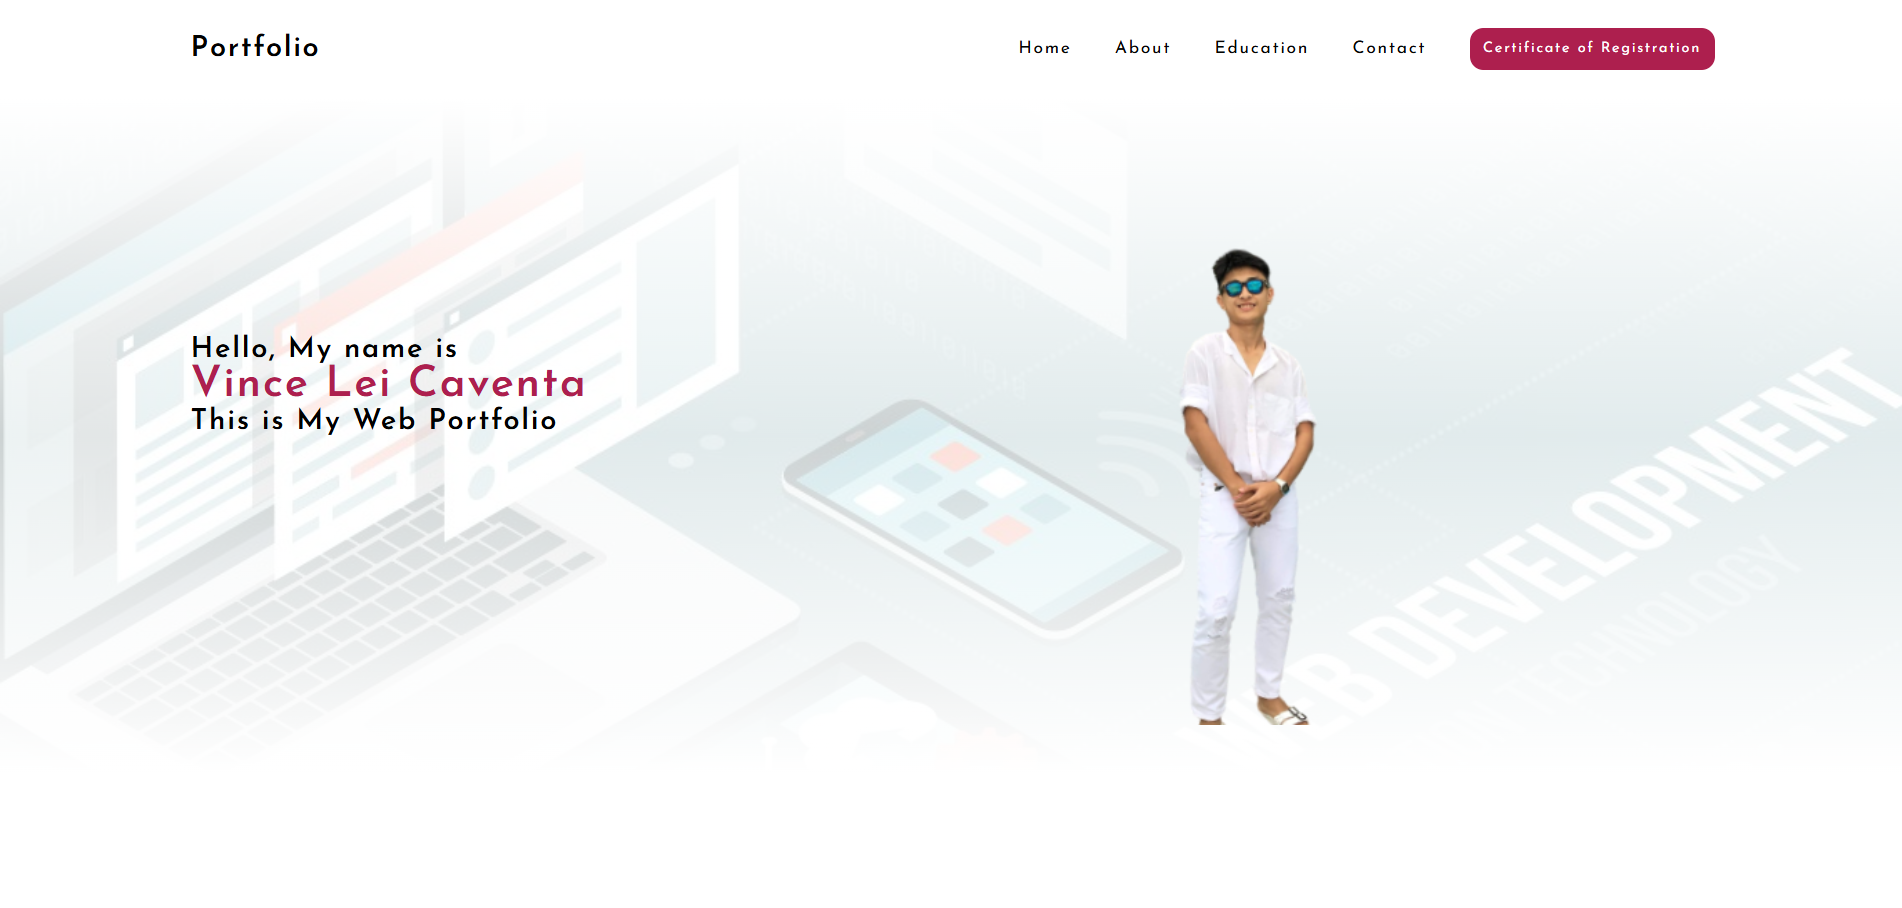 Portfolio
Home
About
Education
Contact
Certificate of Registration
Hello, My name is
Vince Lei Caventa
This is My Web Portfolio
WEB DEVELOPMENT
TECHNOLOGY